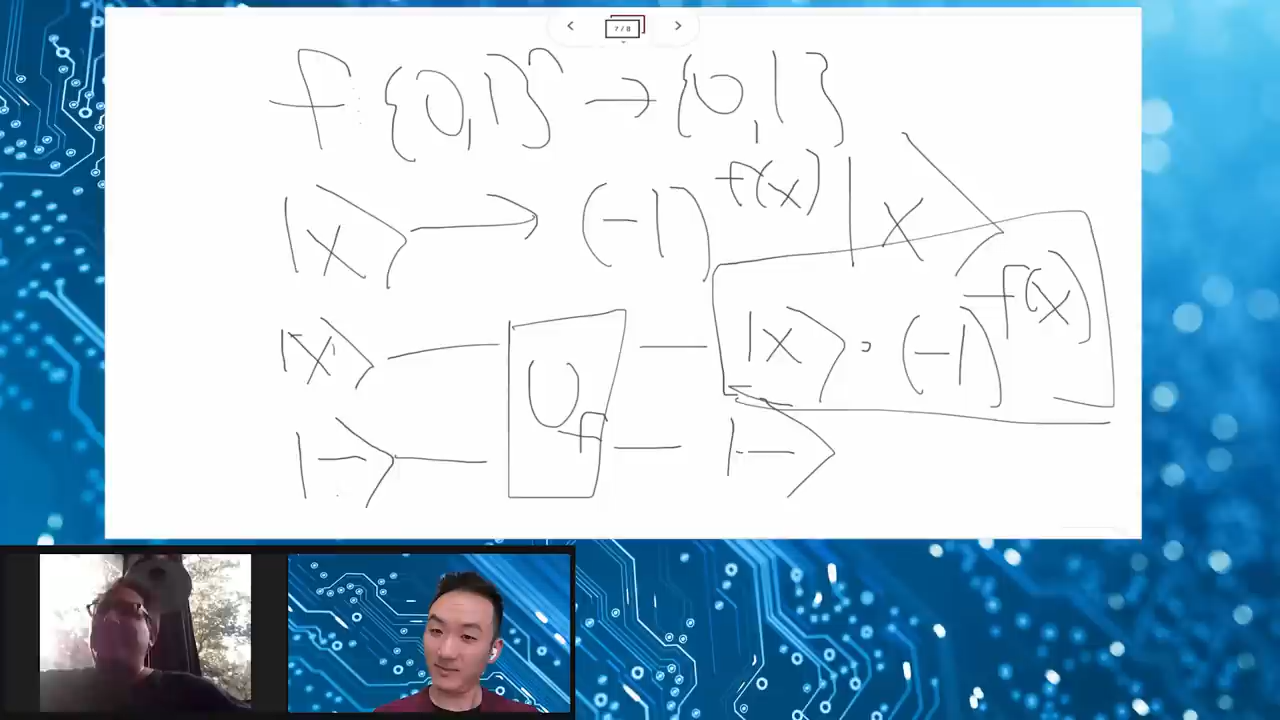 7 / 8
f {0,1}ⁿ → {0,1}
|x⟩ → (-1)^f(x) |x⟩
|x⟩ — U_f — |x⟩ · (-1)^f(x)
|-⟩ — — |-⟩